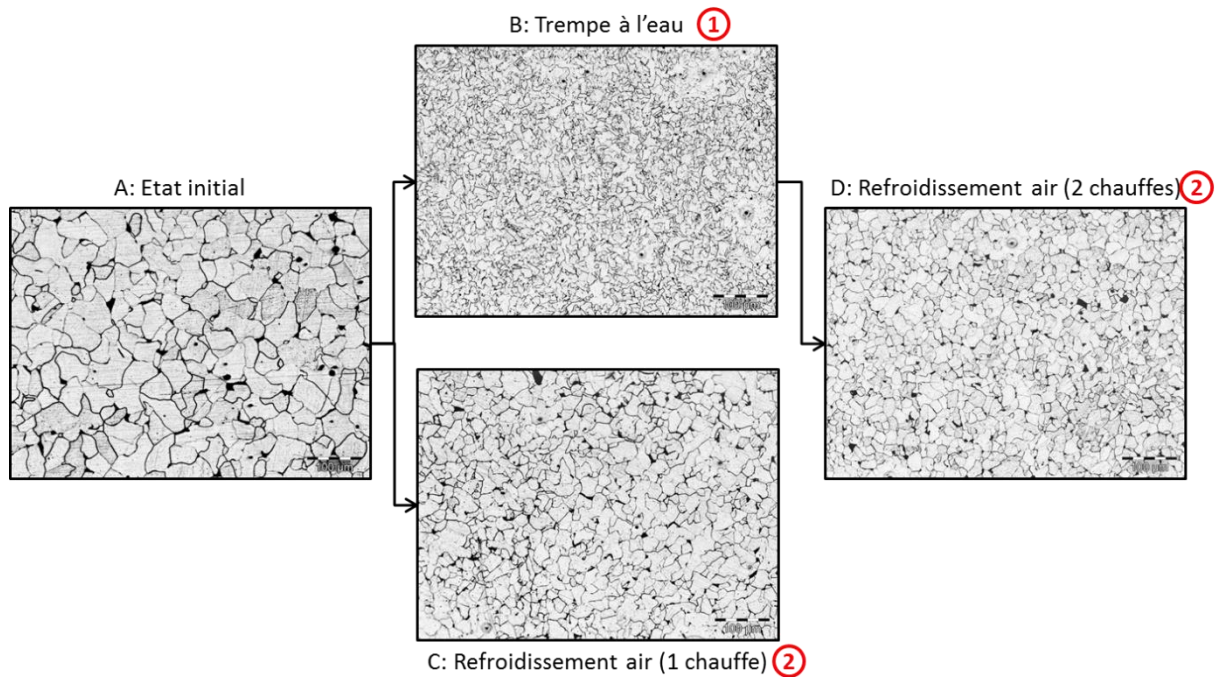 B: Trempe à l'eau 1
A: Etat initial
D: Refroidissement air (2 chauffes) 2
100 µm
100 µm
100 µm
100 µm
C: Refroidissement air (1 chauffe) 2